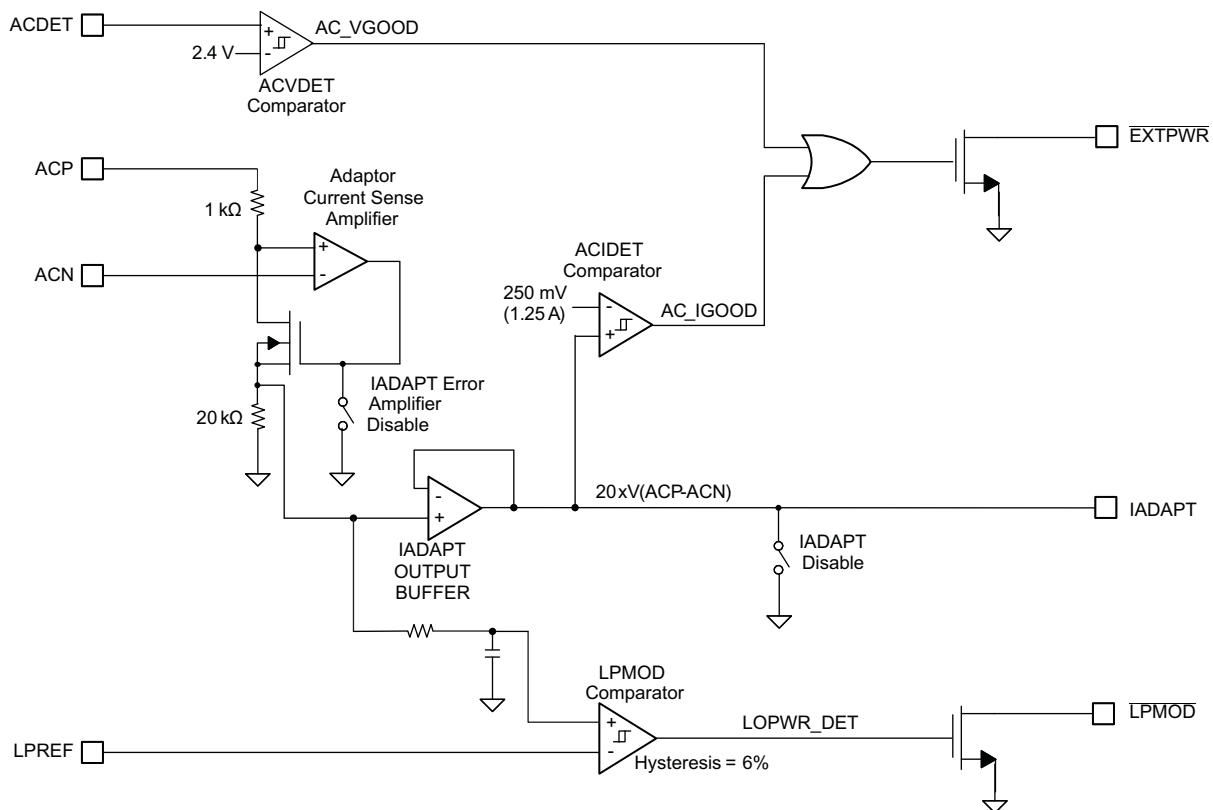 ACDET
+
-
2.4 V
AC_VGOOD
ACVDET
Comparator
EXTPWR
ACP
1 kΩ
Adaptor
Current Sense
Amplifier
+
-
ACN
ACIDET
Comparator
250 mV
(1.25 A)
-
+
AC_IGOOD
IADAPT Error
Amplifier
Disable
20 kΩ
-
+
20xV(ACP-ACN)
IADAPT
IADAPT
OUTPUT
BUFFER
IADAPT
Disable
LPMOD
Comparator
+
-
LOPWR_DET
LPMOD
LPREF
Hysteresis = 6%